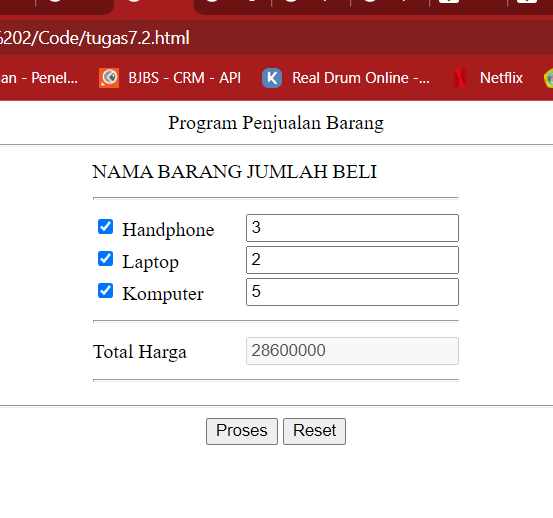 6202/Code/tugas7.2.html
an - Penel... BJBS - CRM - API K Real Drum Online -... Netflix
Program Penjualan Barang
NAMA BARANG JUMLAH BELI
Handphone 3
Laptop 2
Komputer 5
Total Harga 28600000
Proses Reset